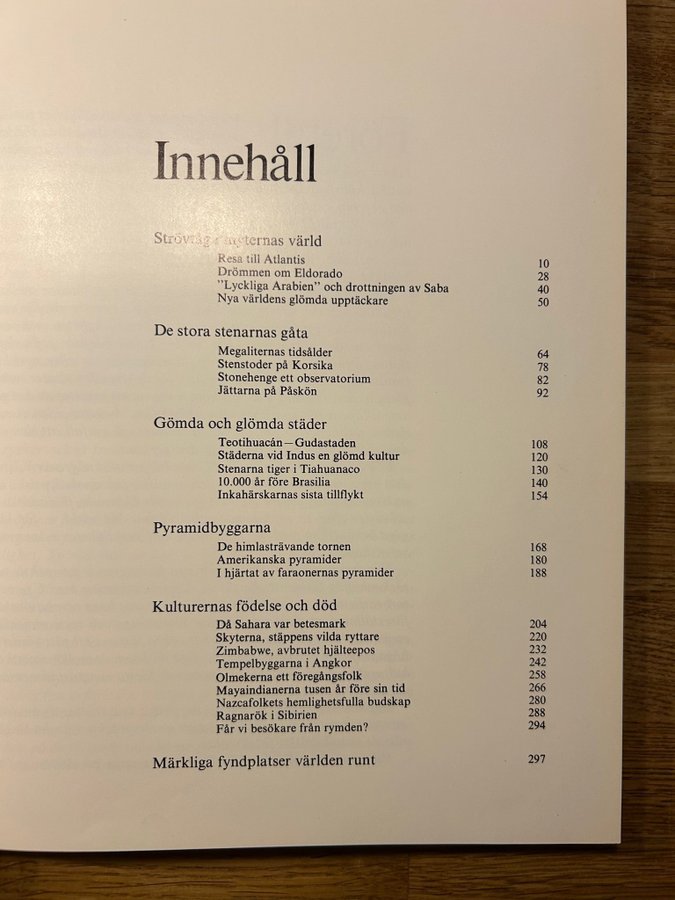 Innehåll
Strövtåg i myternas värld
Resa till Atlantis 10
Drömmen om Eldorado 28
"Lyckliga Arabien" och drottningen av Saba 40
Nya världens glömda upptäckare 50
De stora stenarnas gåta
Megaliternas tidsålder 64
Stenstoder på Korsika 78
Stonehenge ett observatorium 82
Jättarna på Påskön 92
Gömda och glömda städer
Teotihuacán—Gudastaden 108
Städerna vid Indus en glömd kultur 120
Stenarna tiger i Tiahuanaco 130
10.000 år före Brasilia 140
Inkahärskarnas sista tillflykt 154
Pyramidbyggarna
De himlasträvande tornen 168
Amerikanska pyramider 180
I hjärtat av faraonernas pyramider 188
Kulturernas födelse och död
Då Sahara var betesmark 204
Skyterna, stäppens vilda ryttare 220
Zimbabwe, avbrutet hjälteepos 232
Tempelbyggarna i Angkor 242
Olmekerna ett föregångsfolk 258
Mayaindianerna tusen år före sin tid 266
Nazcafolkets hemlighetsfulla budskap 280
Ragnarök i Sibirien 288
Får vi besökare från rymden? 294
Märkliga fyndplatser världen runt 297